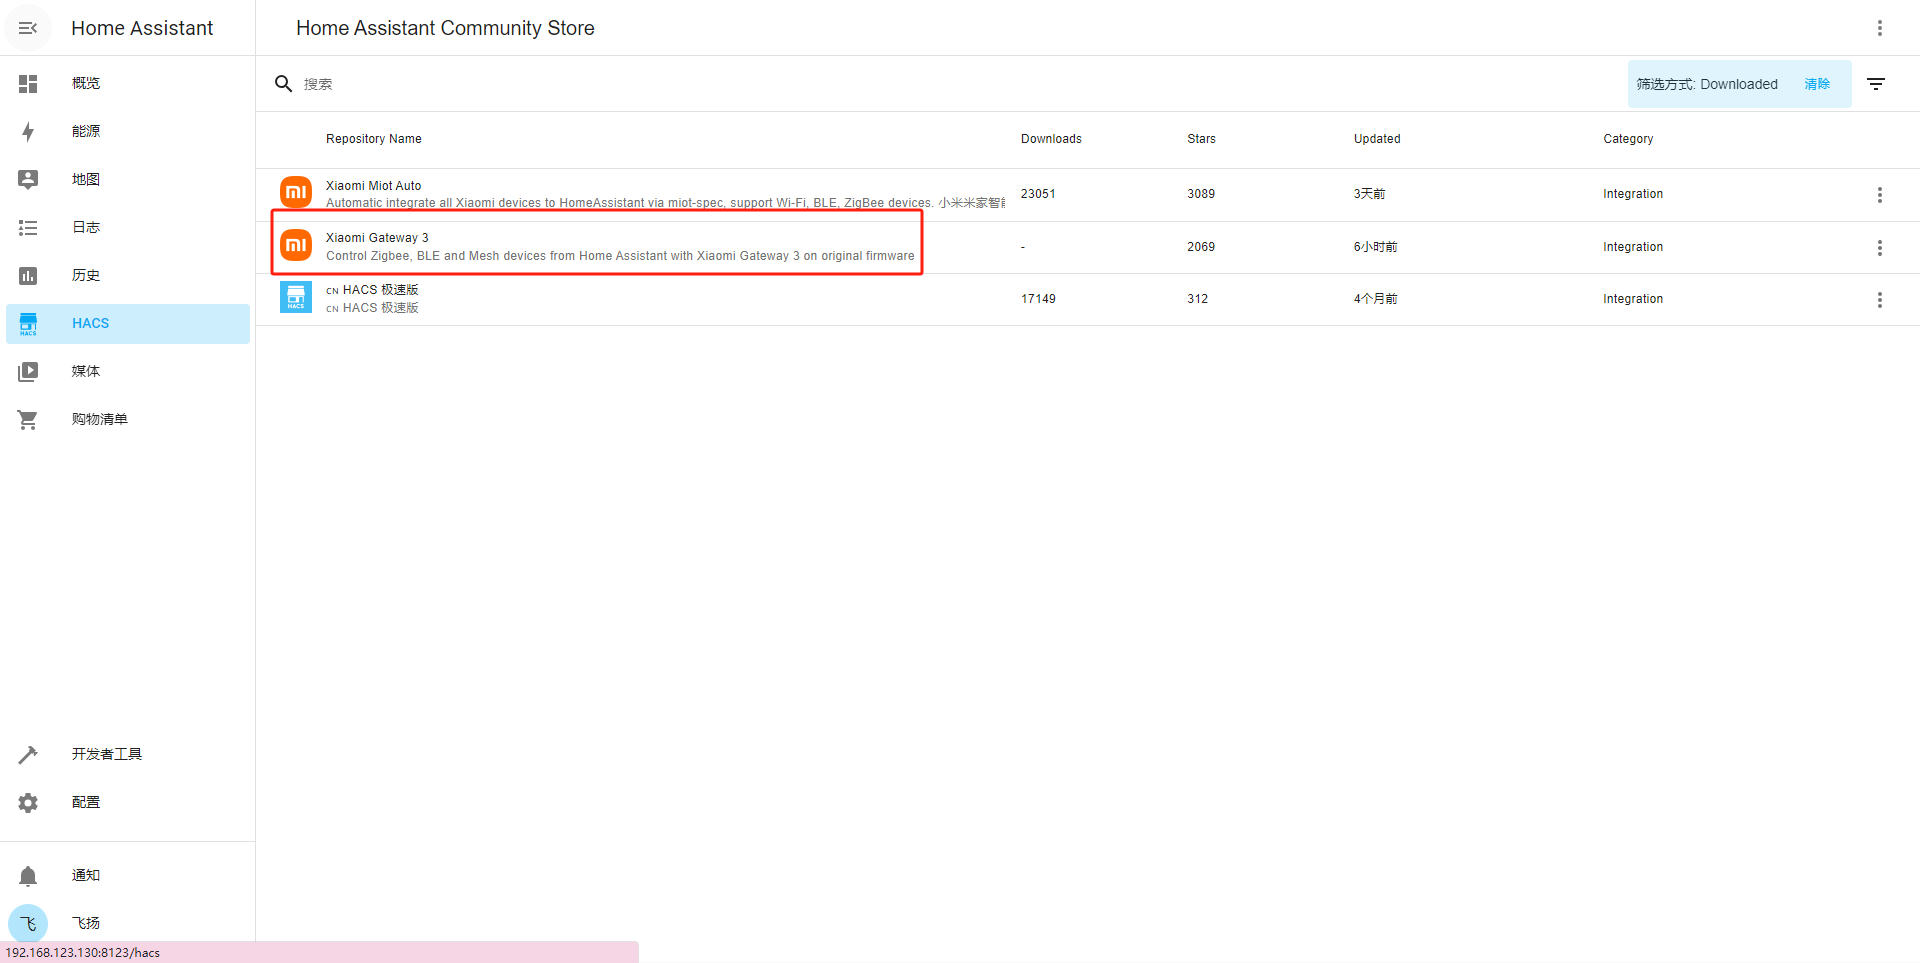 Home Assistant
Home Assistant Community Store
概览
能源
地图
日志
历史
HACS
HACS
媒体
购物清单
开发者工具
配置
通知
飞
飞扬
192.168.123.130:8123/hacs
搜索
筛选方式: Downloaded 清除
Repository Name Downloads Stars Updated Category
mi
Xiaomi Miot Auto 23051 3089 3天前 Integration
Automatic integrate all Xiaomi devices to HomeAssistant via miot-spec, support Wi-Fi, BLE, ZigBee devices. 小米米家智能
mi
Xiaomi Gateway 3 - 2069 6小时前 Integration
Control Zigbee, BLE and Mesh devices from Home Assistant with Xiaomi Gateway 3 on original firmware
HACS
CN HACS 极速版 17149 312 4个月前 Integration
CN HACS 极速版